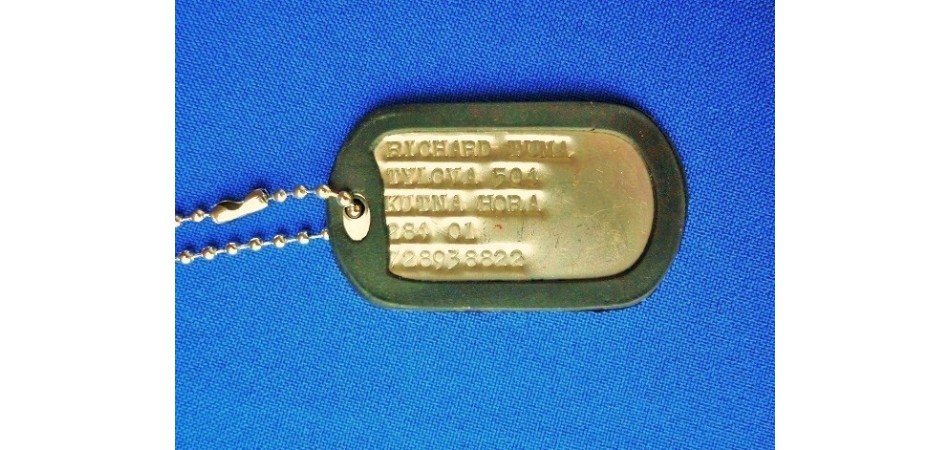 RICHARD
TYLOVA 504
KUTNA HORA
284 01
728938822